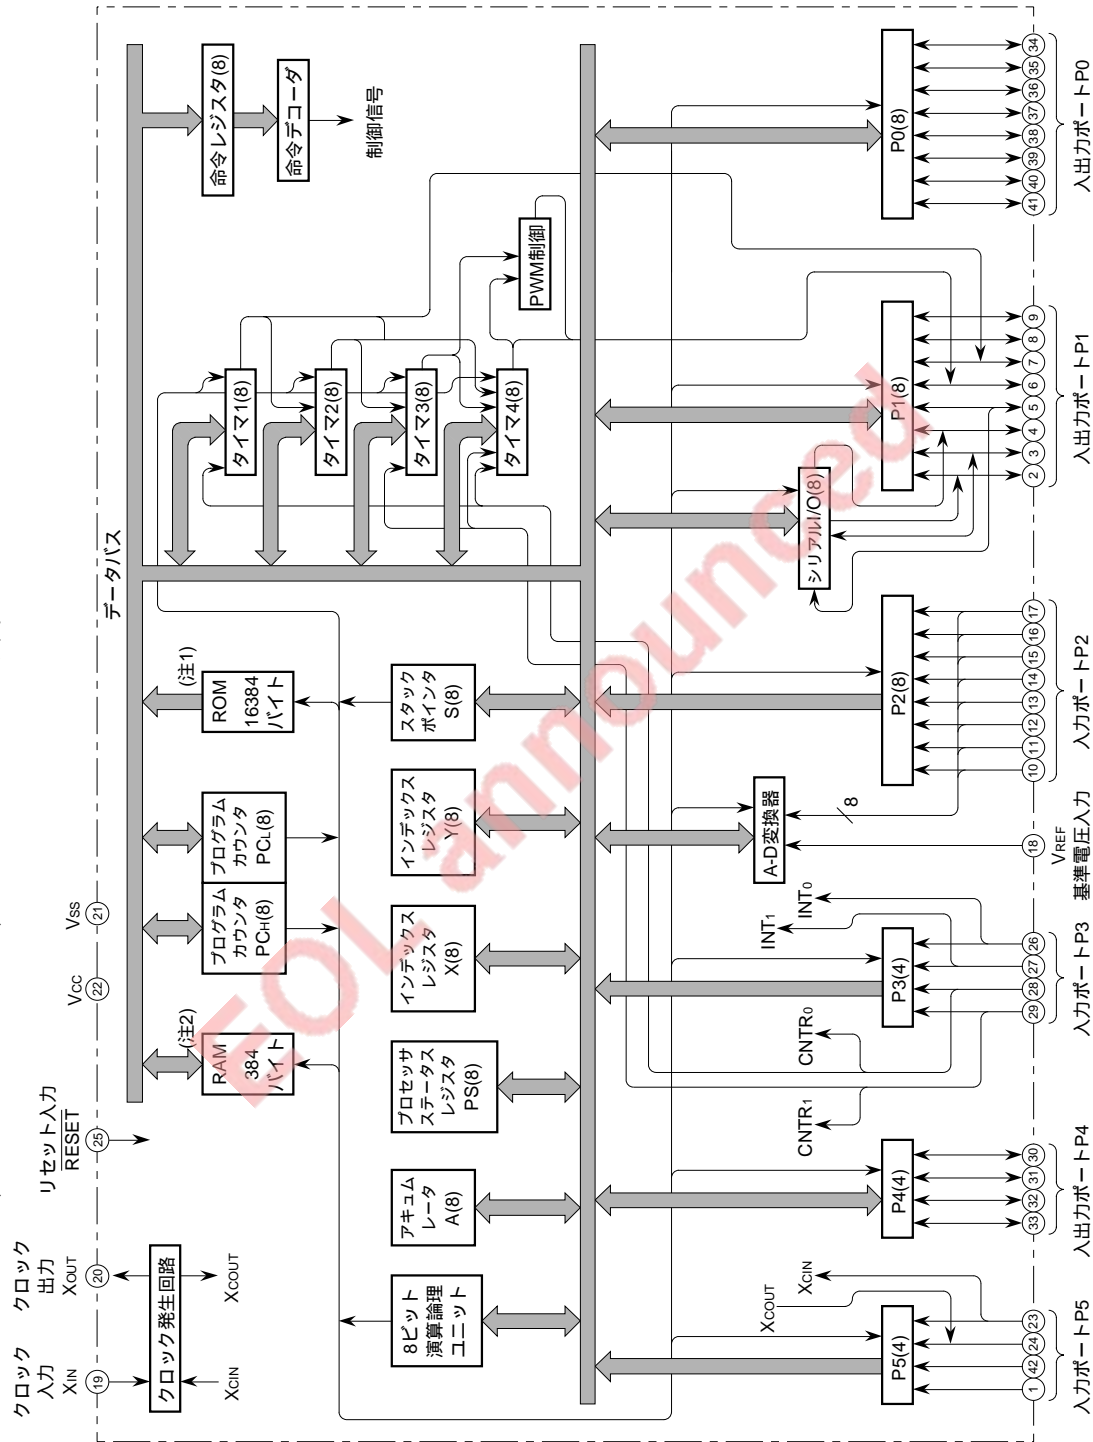 クロック
入力
XIN
19
クロック
出力
XOUT
20
リセット入力
RESET
25
VCC
22
VSS
21
データバス
クロック発生回路
XCIN
XCOUT
RAM
384
バイト
(注2)
プログラム
カウンタ
PCH(8)
プログラム
カウンタ
PCL(8)
ROM
16384
バイト
(注1)
命令レジスタ(8)
命令デコーダ
制御信号
タイマ1(8)
タイマ2(8)
タイマ3(8)
タイマ4(8)
PWM制御
8ビット
演算論理
ユニット
アキュム
レータ
A(8)
プロセッサ
ステータス
レジスタ
PS(8)
インデックス
レジスタ
X(8)
インデックス
レジスタ
Y(8)
スタック
ポインタ
S(8)
XCOUT
XCIN
CNTR1
CNTR0
INT1
INT0
A-D変換器
8
シリアルI/O(8)
P5(4)
P4(4)
P3(4)
P2(8)
P1(8)
P0(8)
1
42
24
23
33
32
31
30
29
28
27
26
18
10
11
12
13
14
15
16
17
2
3
4
5
6
7
8
9
41
40
39
38
37
36
35
34
入力ポートP5
入出力ポートP4
入力ポートP3
VREF
基準電圧入力
入力ポートP2
入出力ポートP1
入出力ポートP0
EOL announced